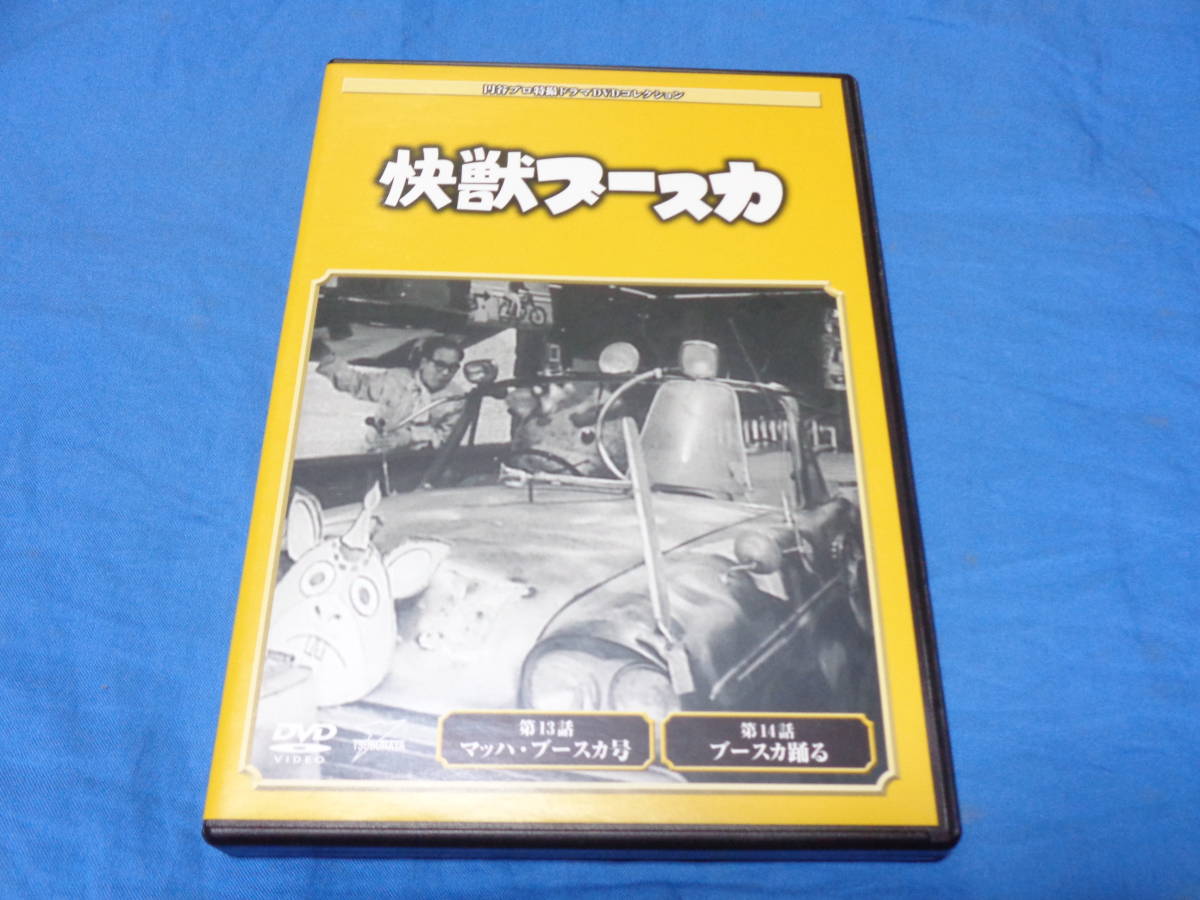 円谷プロ特撮ドラマDVDコレクション
快獣ブースカ
第13話
マッハ・ブースカ号
第14話
ブースカ踊る
DVD
VIDEO
TSUBURAYA